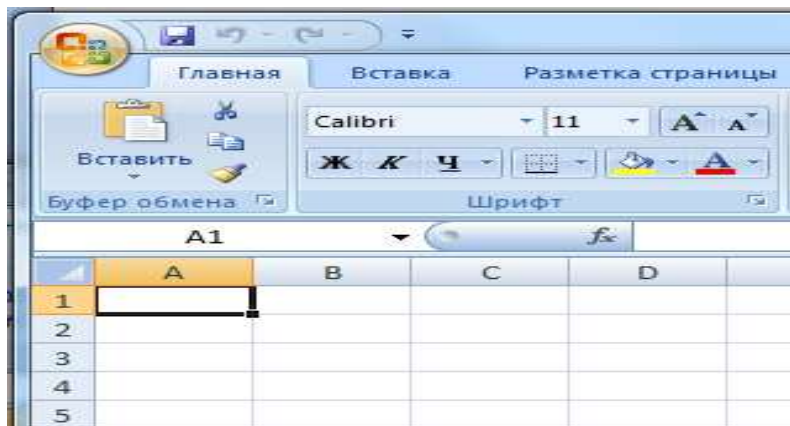 Главная Вставка Разметка страницы
Calibri 11 А А
Вставить
Ж К Ч А
Буфер обмена Шрифт
A1 fx
A B C D
1
2
3
4
5